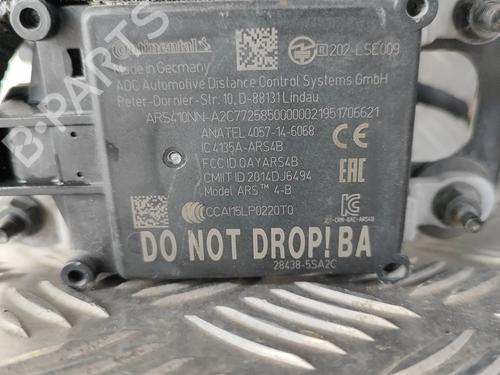 Continental
R 202-LSE009
Made in Germany
ADC Automotive Distance Control Systems GmbH
Peter-Dornier-Str. 10, D-88131 Lindau
ARS410NN-A2C7725850000021951706621
ANATEL 4057-14-6068
IC 4135A-ARS4B
FCC ID OAYARS4B
CMIIT ID 2014DJ6494
Model ARS™ 4-B
CE
EAC
CCAI15LP0220T0
DO NOT DROP! BA
28438-5SA2C